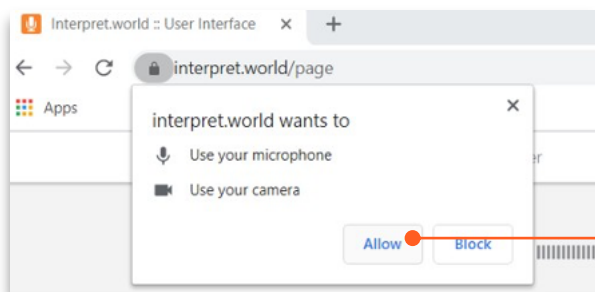 Interpret.world :: User Interface
interpret.world/page
Apps
interpret.world wants to
Use your microphone
Use your camera
Allow Block